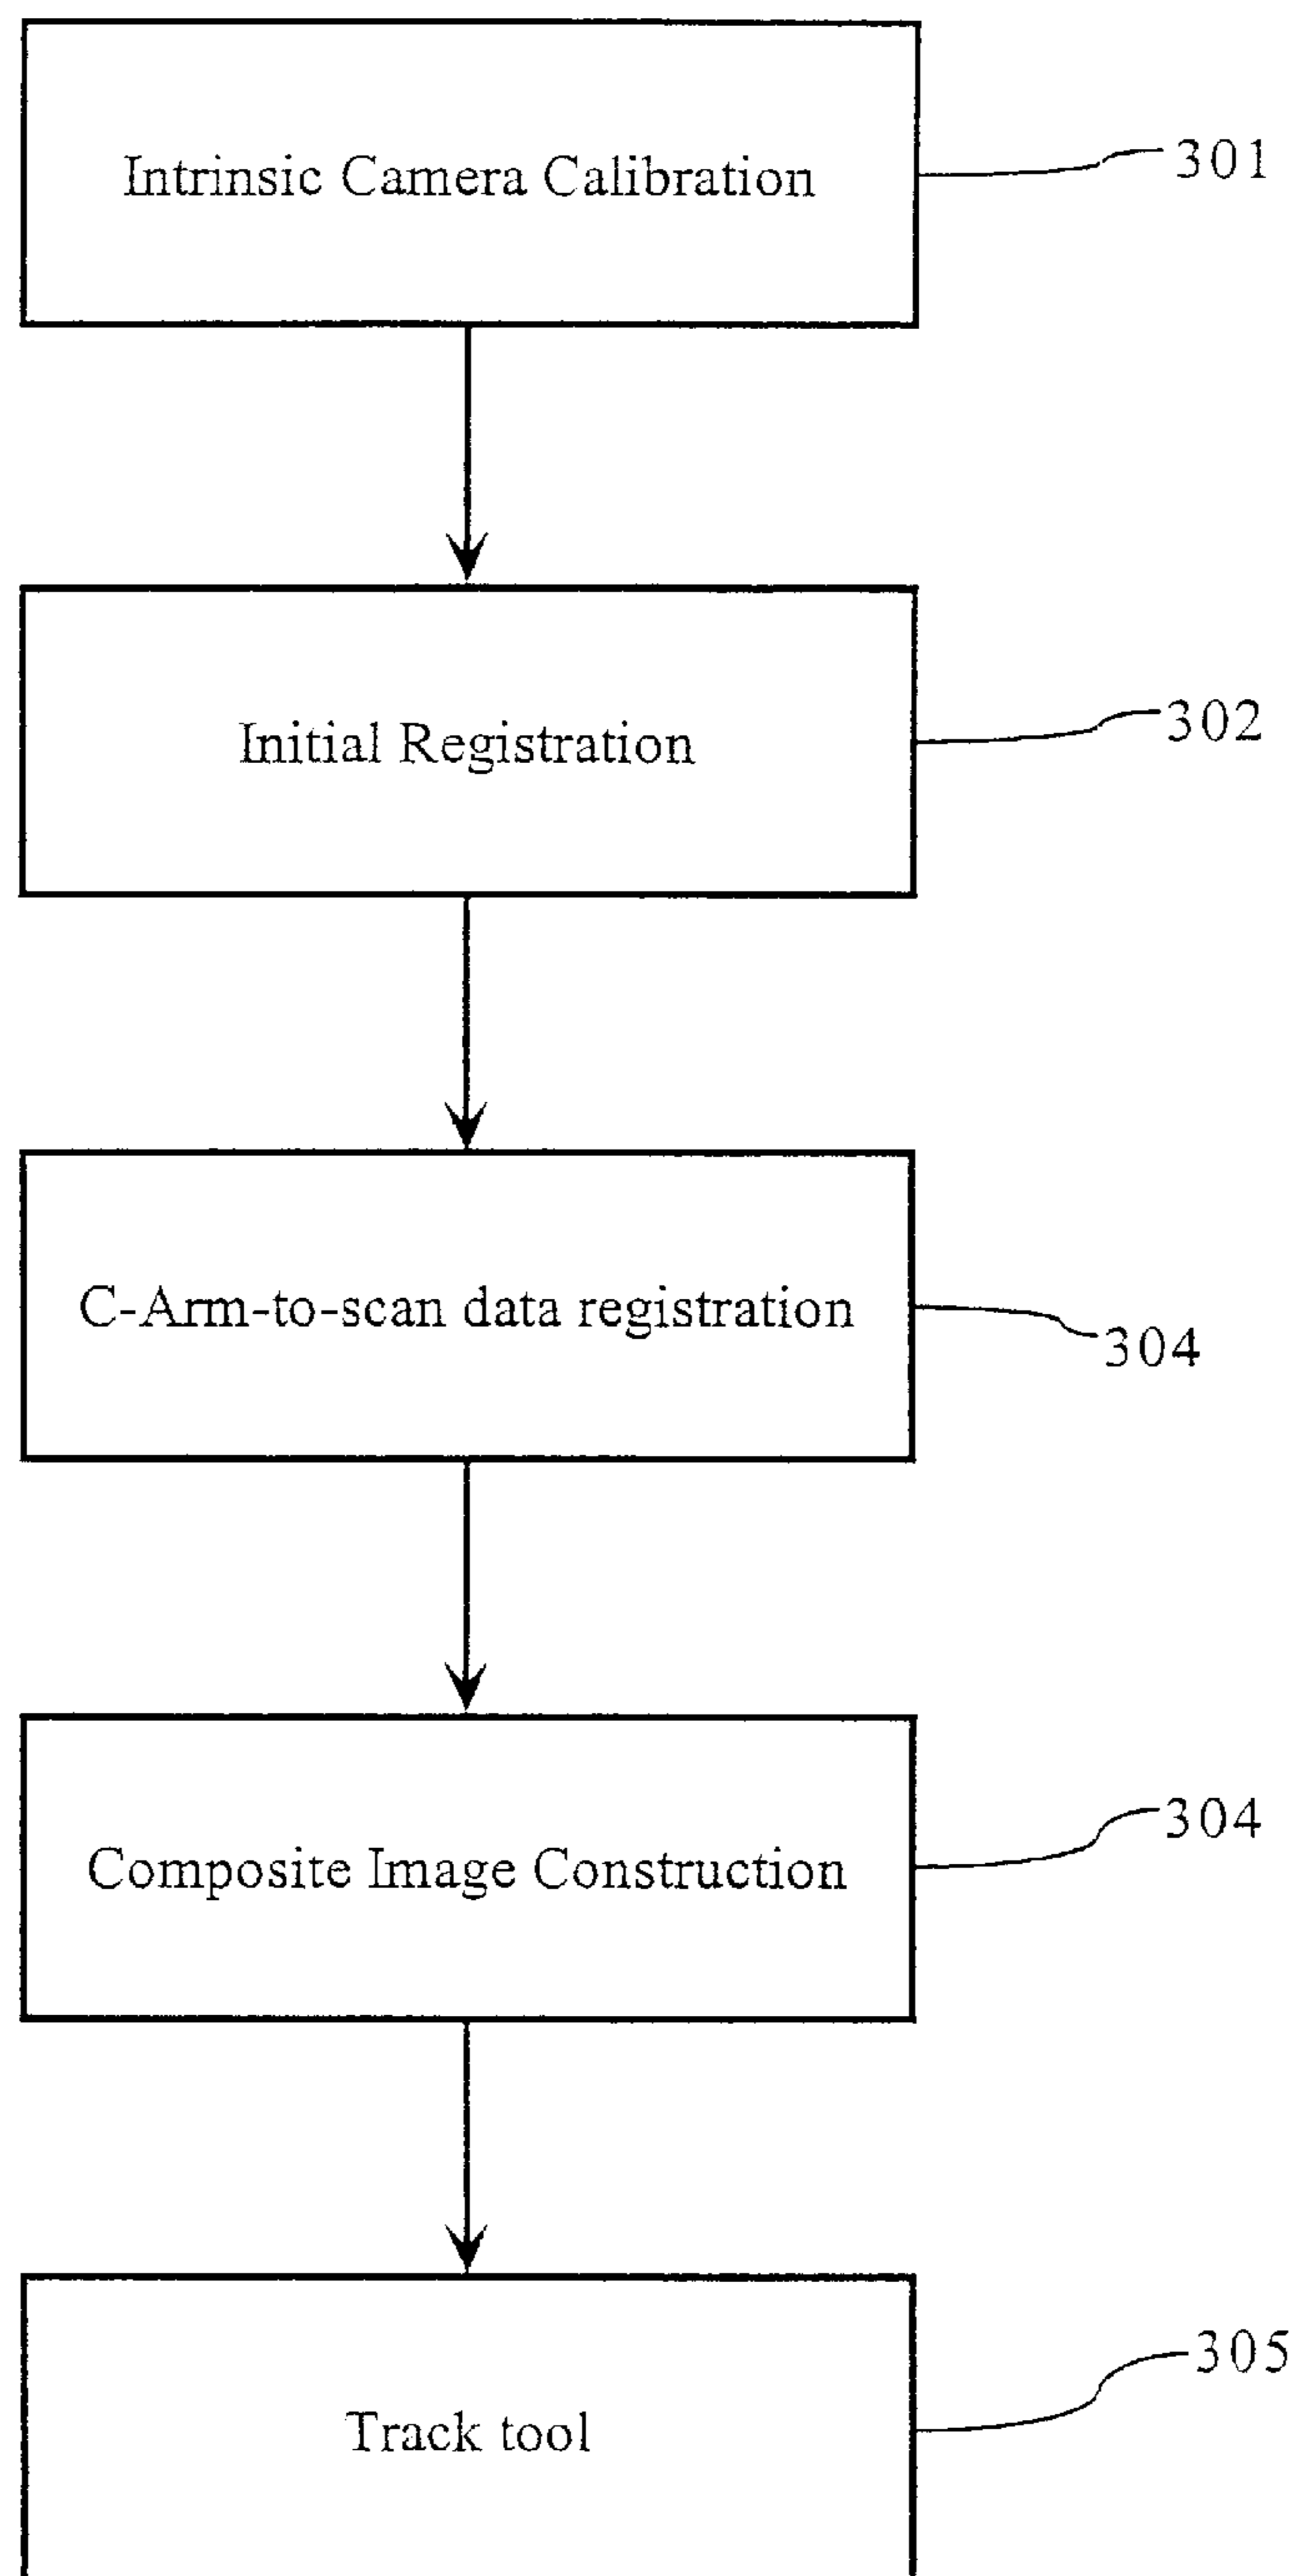 Intrinsic Camera Calibration
301
Initial Registration
302
C-Arm-to-scan data registration
304
Composite Image Construction
304
Track tool
305